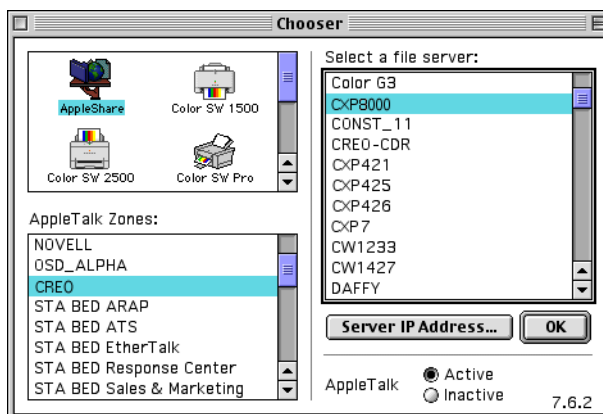 Chooser
AppleShare
Color SW 1500
Color SW 2500
Color SW Pro
AppleTalk Zones:
NOVELL
OSD_ALPHA
CREO
STA BED ARAP
STA BED ATS
STA BED EtherTalk
STA BED Response Center
STA BED Sales & Marketing
Select a file server:
Color G3
CXP8000
CONST_11
CREO-CDR
CXP421
CXP425
CXP426
CXP7
CW1233
CW1427
DAFFY
Server IP Address...
OK
AppleTalk
Active
Inactive
7.6.2